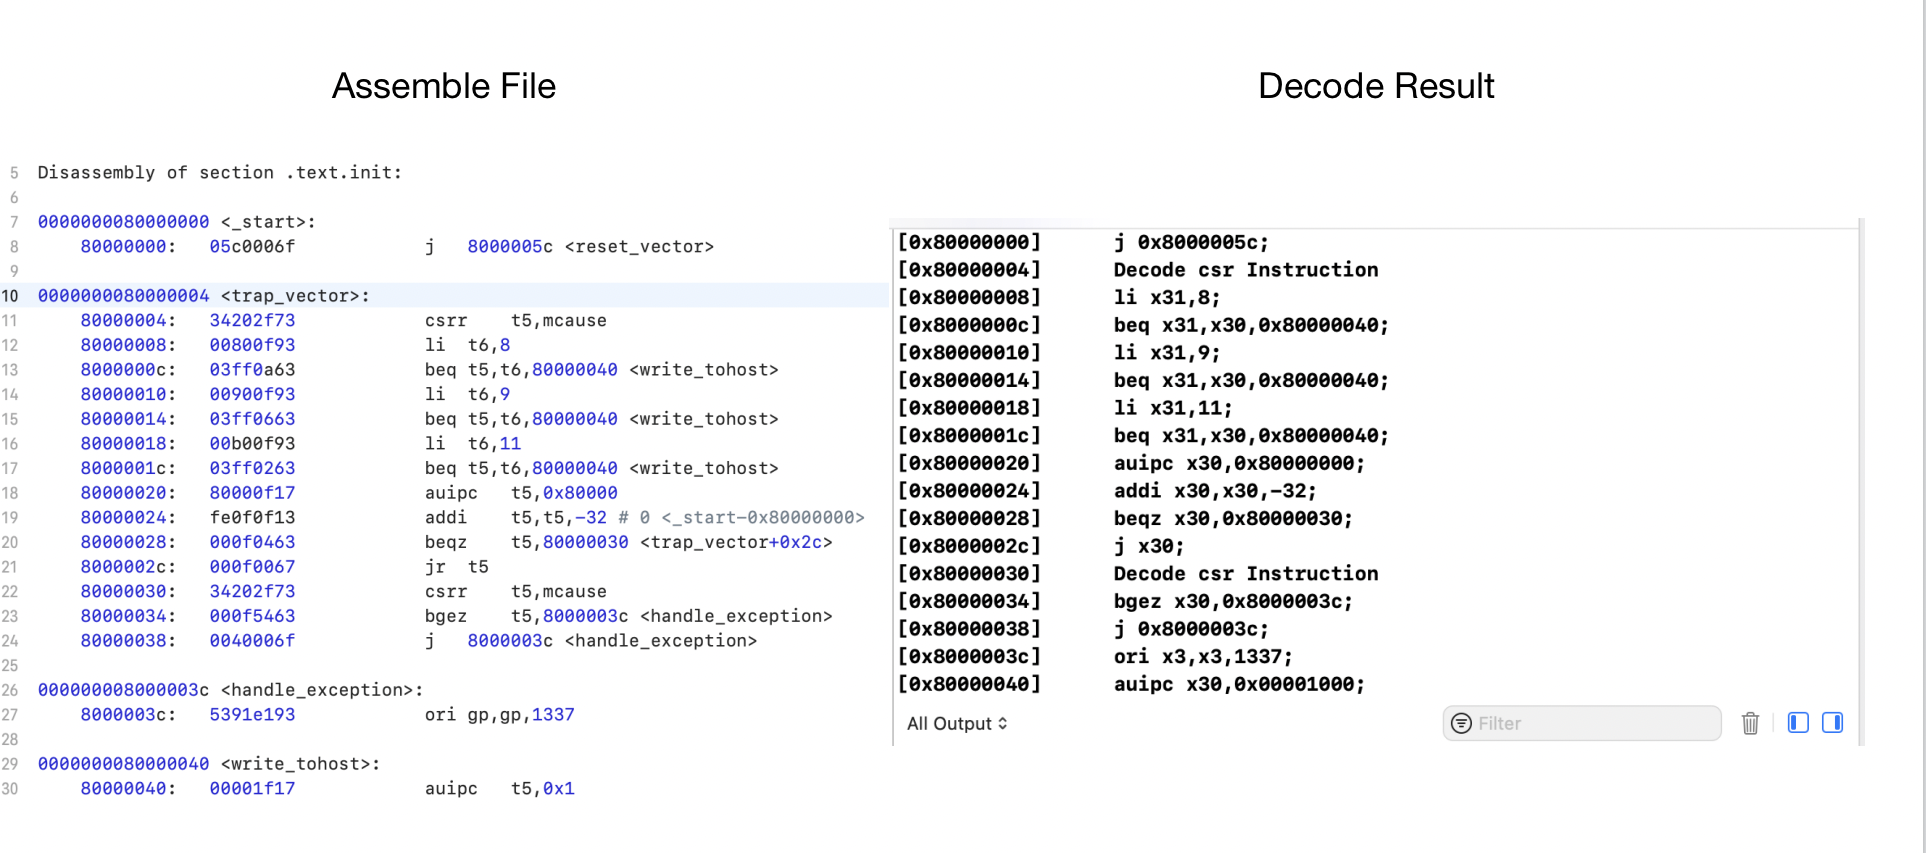 Assemble File
Decode Result
5 Disassembly of section .text.init:
6
7 0000000080000000 <_start>:
8 80000000: 05c0006f j 8000005c <reset_vector>
9
10 0000000080000004 <trap_vector>:
11 80000004: 34202f73 csrr t5,mcause
12 80000008: 00800f93 li t6,8
13 8000000c: 03ff0a63 beq t5,t6,80000040 <write_tohost>
14 80000010: 00900f93 li t6,9
15 80000014: 03ff0663 beq t5,t6,80000040 <write_tohost>
16 80000018: 00b00f93 li t6,11
17 8000001c: 03ff0263 beq t5,t6,80000040 <write_tohost>
18 80000020: 80000f17 auipc t5,0x80000
19 80000024: fe0f0f13 addi t5,t5,-32 # 0 <_start-0x80000000>
20 80000028: 000f0463 beqz t5,80000030 <trap_vector+0x2c>
21 8000002c: 000f0067 jr t5
22 80000030: 34202f73 csrr t5,mcause
23 80000034: 000f5463 bgez t5,8000003c <handle_exception>
24 80000038: 0040006f j 8000003c <handle_exception>
25
26 000000008000003c <handle_exception>:
27 8000003c: 5391e193 ori gp,gp,1337
28
29 0000000080000040 <write_tohost>:
30 80000040: 00001f17 auipc t5,0x1
[0x80000000] j 0x8000005c;
[0x80000004] Decode csr Instruction
[0x80000008] li x31,8;
[0x8000000c] beq x31,x30,0x80000040;
[0x80000010] li x31,9;
[0x80000014] beq x31,x30,0x80000040;
[0x80000018] li x31,11;
[0x8000001c] beq x31,x30,0x80000040;
[0x80000020] auipc x30,0x80000000;
[0x80000024] addi x30,x30,-32;
[0x80000028] beqz x30,0x80000030;
[0x8000002c] j x30;
[0x80000030] Decode csr Instruction
[0x80000034] bgez x30,0x8000003c;
[0x80000038] j 0x8000003c;
[0x8000003c] ori x3,x3,1337;
[0x80000040] auipc x30,0x00001000;
All Output
Filter